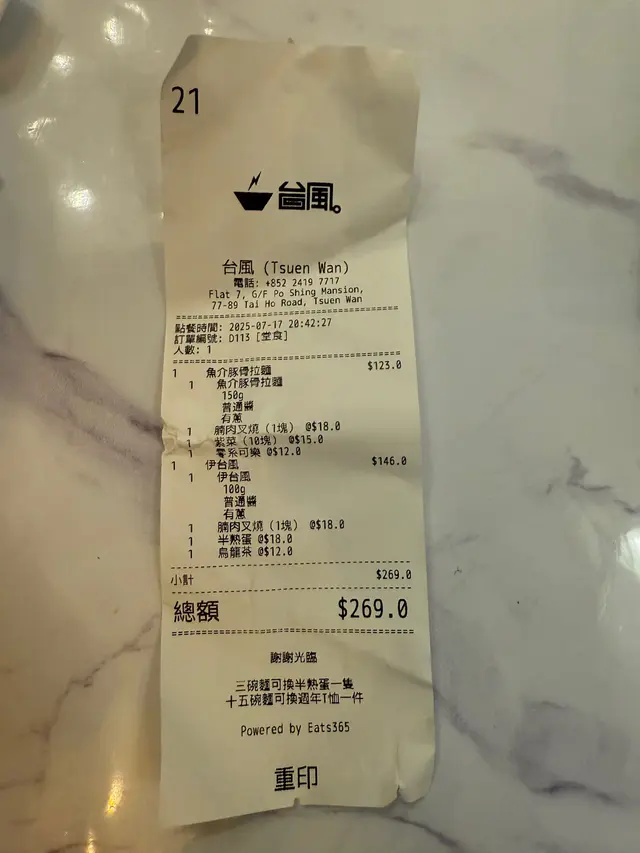 21
台風。
台風 (Tsuen Wan)
電話: +852 2419 7717
Flat 7, G/F Po Shing Mansion,
77-89 Tai Ho Road, Tsuen Wan
點餐時間: 2025-07-17 20:42:27
訂單編號: D113 [堂食]
人數: 1
1 魚介豚骨拉麵 $123.0
1 魚介豚骨拉麵
150g
普通醬
有蔥
1 腩肉叉燒 (1塊) @$18.0
1 紫菜 (10塊) @$15.0
1 零系可樂 @$12.0
1 伊台風 $146.0
1 伊台風
100g
普通醬
有蔥
1 腩肉叉燒 (1塊) @$18.0
1 半熟蛋 @$18.0
1 烏龍茶 @$12.0
小計 $269.0
總額 $269.0
謝謝光臨
三碗麵可換半熟蛋一隻
十五碗麵可換週年T恤一件
Powered by Eats365
重印